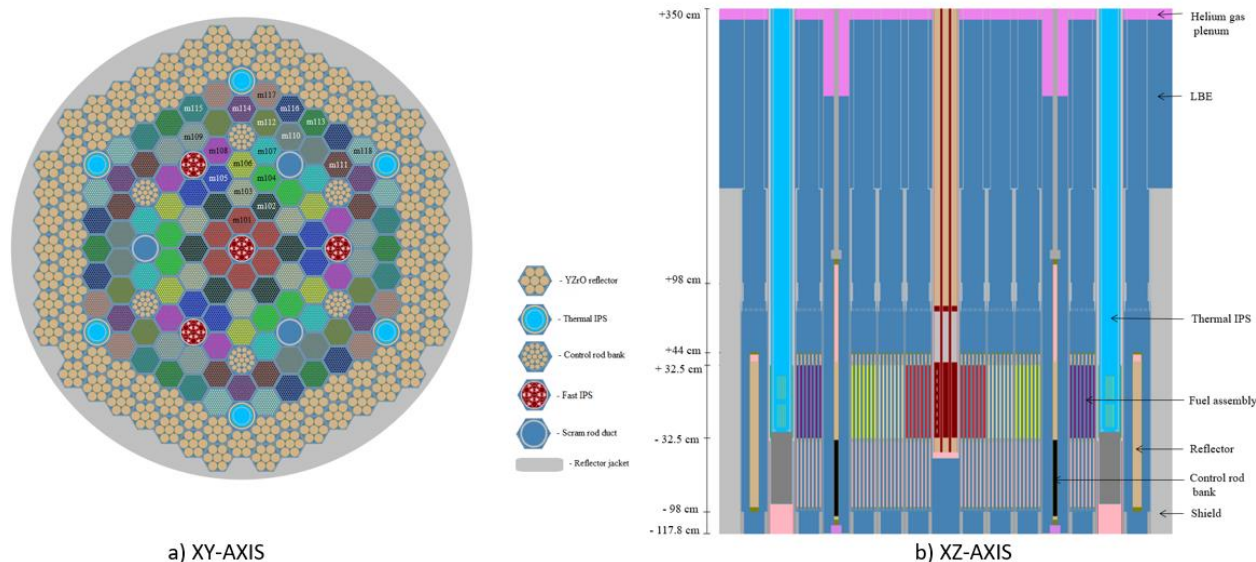 m117
m114
m116
m115
m112
m113
m109
m110
m108
m107
m118
m106
m111
m105
m104
m103
m102
m101
- YZrO reflector
- Thermal IPS
- Control rod bank
- Fast IPS
- Scram rod duct
- Reflector jacket
a) XY-AXIS
+350 cm
+98 cm
+44 cm
+ 32.5 cm
- 32.5 cm
- 98 cm
- 117.8 cm
Helium gas
plenum
LBE
Thermal IPS
Fuel assembly
Reflector
Control rod
bank
Shield
b) XZ-AXIS